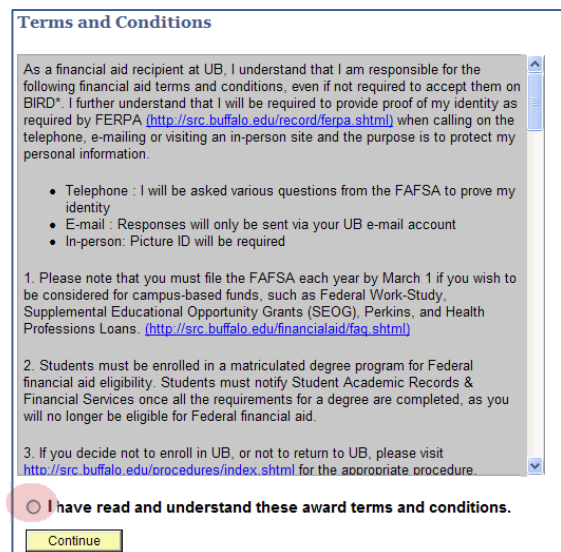 Terms and Conditions
As a financial aid recipient at UB, I understand that I am responsible for the
following financial aid terms and conditions, even if not required to accept them on
BIRD*. I further understand that I will be required to provide proof of my identity as
required by FERPA (http://src.buffalo.edu/record/ferpa.shtml) when calling on the
telephone, e-mailing or visiting an in-person site and the purpose is to protect my
personal information.
• Telephone : I will be asked various questions from the FAFSA to prove my
identity
• E-mail : Responses will only be sent via your UB e-mail account
• In-person: Picture ID will be required
1. Please note that you must file the FAFSA each year by March 1 if you wish to
be considered for campus-based funds, such as Federal Work-Study,
Supplemental Educational Opportunity Grants (SEOG), Perkins, and Health
Professions Loans. (http://src.buffalo.edu/financialaid/faq.shtml)
2. Students must be enrolled in a matriculated degree program for Federal
financial aid eligibility. Students must notify Student Academic Records &
Financial Services once all the requirements for a degree are completed, as you
will no longer be eligible for Federal financial aid.
3. If you decide not to enroll in UB, or not to return to UB, please visit
http://src.buffalo.edu/procedures/index.shtml for the appropriate procedure.
I have read and understand these award terms and conditions.
Continue